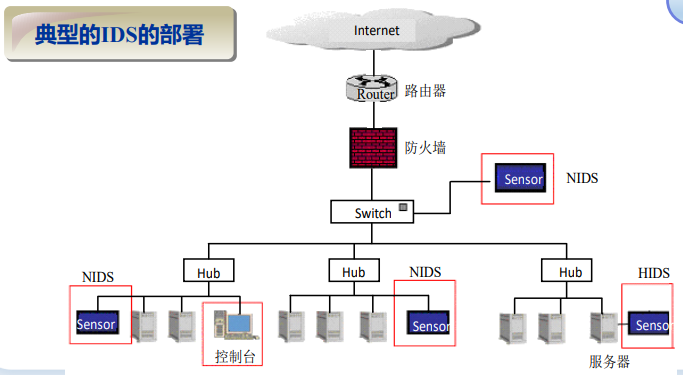 典型的IDS的部署
Internet
Router 路由器
防火墙
Sensor NIDS
Switch
NIDS Hub Hub NIDS Hub HIDS
Sensor Sensor Senso
控制台 服务器